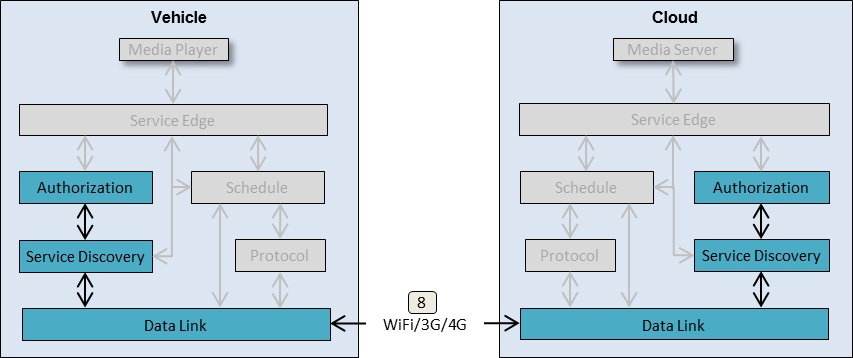 Vehicle
Media Player
Service Edge
Authorization
Schedule
Service Discovery
Protocol
Data Link
8
WiFi/3G/4G
Cloud
Media Server
Service Edge
Schedule
Authorization
Protocol
Service Discovery
Data Link